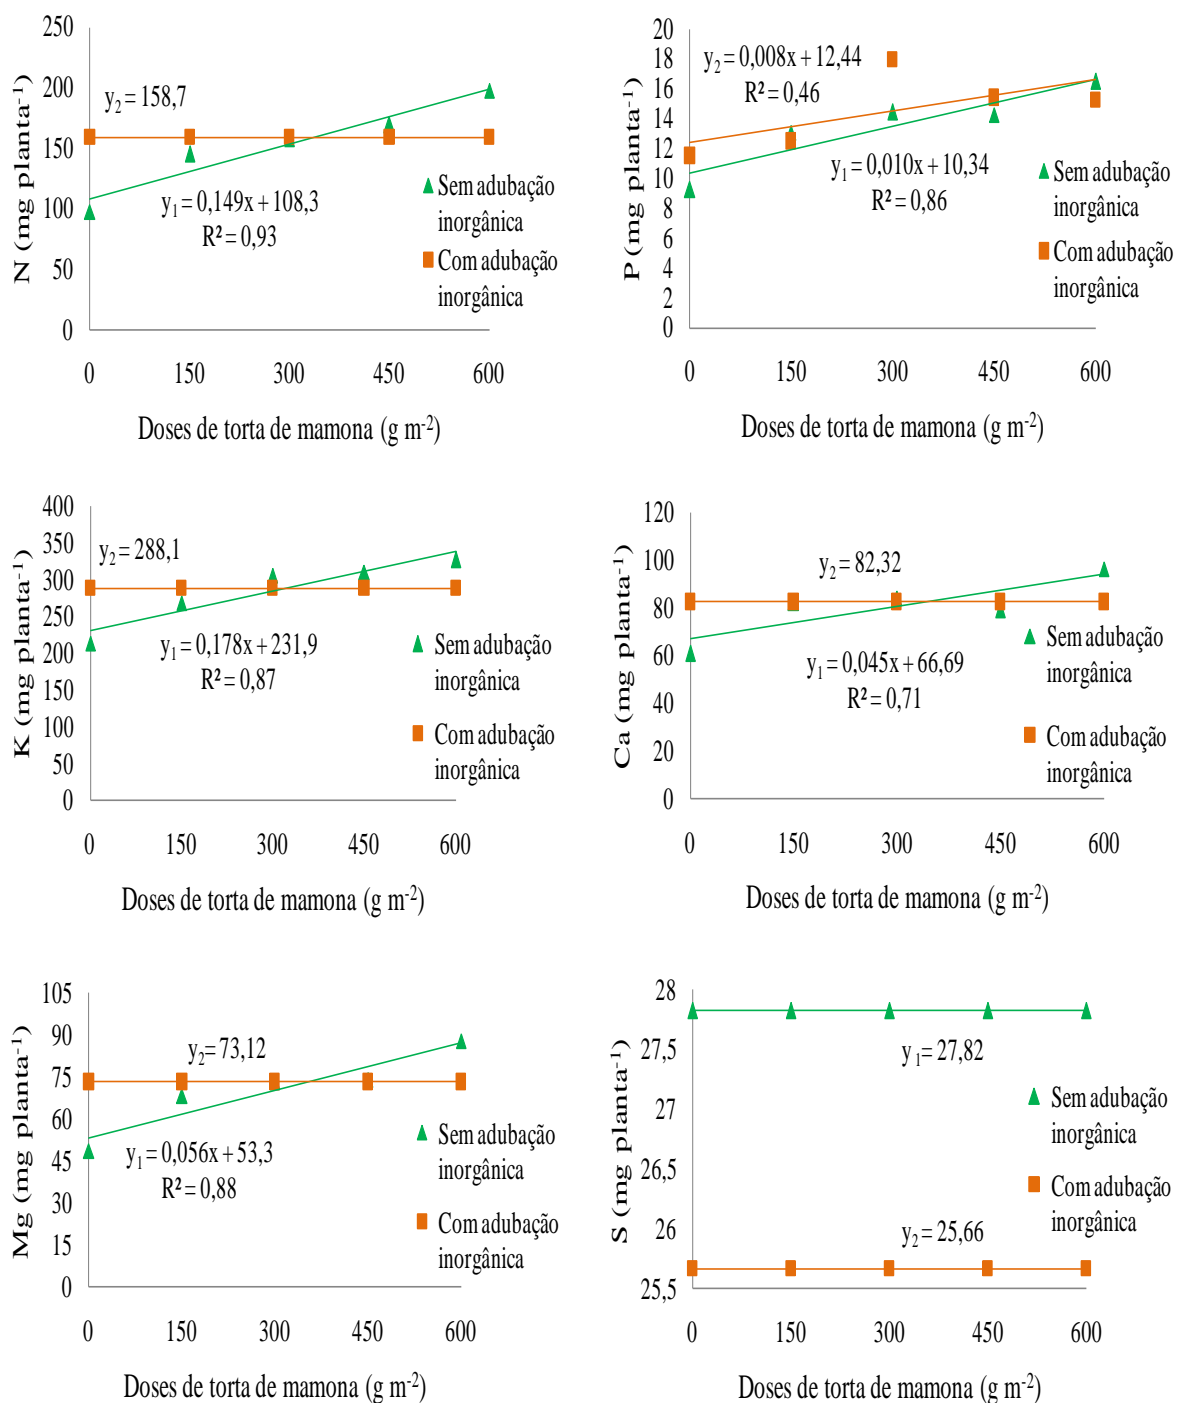 N (mg planta⁻¹)
250
200
150
100
50
0
y₂ = 158,7
y₁ = 0,149x + 108,3
R² = 0,93
Sem adubação
inorgânica
Com adubação
inorgânica
0 150 300 450 600
Doses de torta de mamona (g m⁻²)
P (mg planta⁻¹)
20
18
16
14
12
10
8
6
4
2
0
y₂ = 0,008x + 12,44
R² = 0,46
y₁ = 0,010x + 10,34
R² = 0,86
Sem adubação
inorgânica
Com adubação
inorgânica
0 150 300 450 600
Doses de torta de mamona (g m⁻²)
K (mg planta⁻¹)
400
350
300
250
200
150
100
50
0
y₂ = 288,1
y₁ = 0,178x + 231,9
R² = 0,87
Sem adubação
inorgânica
Com adubação
inorgânica
0 150 300 450 600
Doses de torta de mamona (g m⁻²)
Ca (mg planta⁻¹)
120
100
80
60
40
20
0
y₂ = 82,32
y₁ = 0,045x + 66,69
R² = 0,71
Sem adubação
inorgânica
Com adubação
inorgânica
0 150 300 450 600
Doses de torta de mamona (g m⁻²)
Mg (mg planta⁻¹)
105
90
75
60
45
30
15
0
y₂ = 73,12
y₁ = 0,056x + 53,3
R² = 0,88
Sem adubação
inorgânica
Com adubação
inorgânica
0 150 300 450 600
Doses de torta de mamona (g m⁻²)
S (mg planta⁻¹)
28
27,5
27
26,5
26
25,5
y₁ = 27,82
y₂ = 25,66
Sem adubação
inorgânica
Com adubação
inorgânica
0 150 300 450 600
Doses de torta de mamona (g m⁻²)